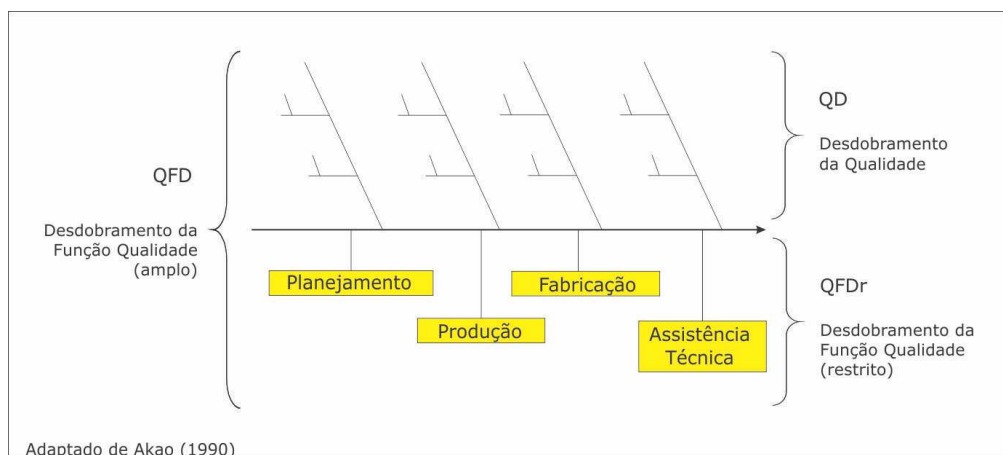 QFD
Desdobramento da
Função Qualidade
(amplo)
QD
Desdobramento
da Qualidade
Planejamento
Produção
Fabricação
Assistência
Técnica
QFDr
Desdobramento da
Função Qualidade
(restrito)
Adaptado de Akao (1990)